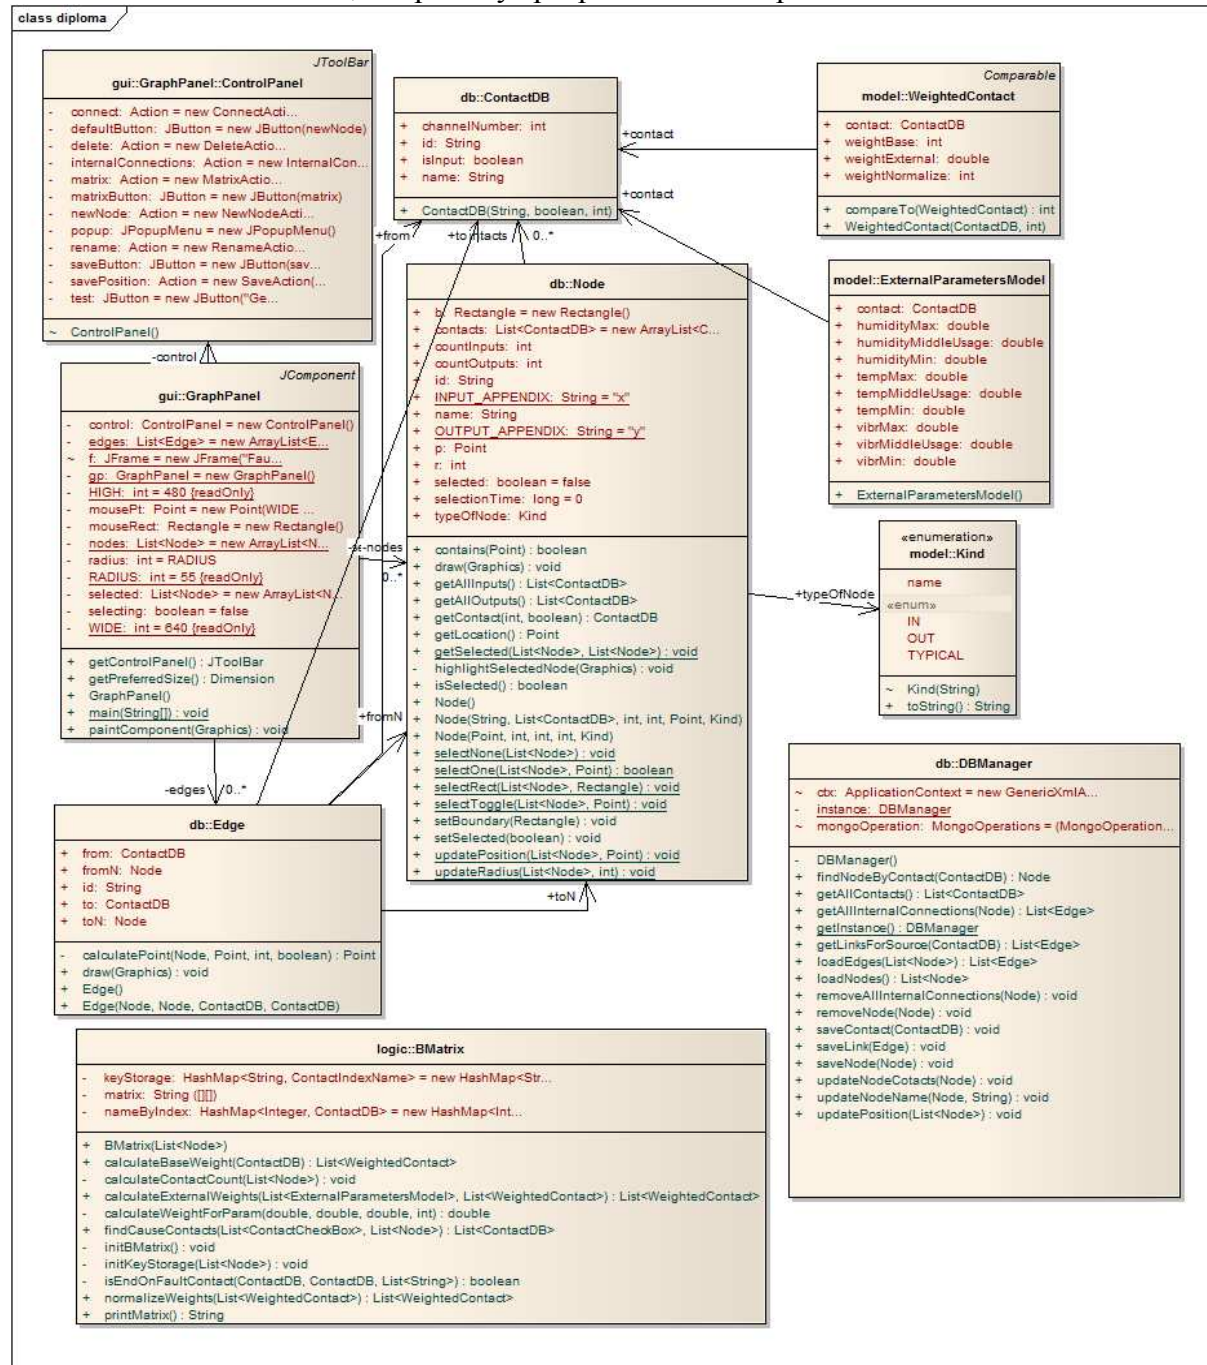 class diploma
JToolBar
gui::GraphPanel::ControlPanel
- connect: Action = new ConnectActi...
- defaultButton: JButton = new JButton(newNode)
- delete: Action = new DeleteActio...
- internalConnections: Action = new InternalCon...
- matrix: Action = new MatrixActio...
- matrixButton: JButton = new JButton(matrix)
- newNode: Action = new NewNodeActi...
- popup: JPopupMenu = new JPopupMenu()
- rename: Action = new RenameActio...
- saveButton: JButton = new JButton(sav...
- savePosition: Action = new SaveAction(...
- test: JButton = new JButton("Ge...
~ ControlPanel()
-control
JComponent
gui::GraphPanel
- control: ControlPanel = new ControlPanel()
- edges: List<Edge> = new ArrayList<E...
~ f: JFrame = new JFrame("Fau...
- gp: GraphPanel = new GraphPanel()
- HIGH: int = 480 {readOnly}
- mousePt: Point = new Point(WIDE ...
- mouseRect: Rectangle = new Rectangle()
- nodes: List<Node> = new ArrayList<N...
- radius: int = RADIUS
- RADIUS: int = 55 {readOnly}
- selected: List<Node> = new ArrayList<N...
- selecting: boolean = false
- WIDE: int = 640 {readOnly}
+ getControlPanel() : JToolBar
+ getPreferredSize() : Dimension
+ GraphPanel()
+ main(String[]) : void
+ paintComponent(Graphics) : void
-edges
0..*
db::Edge
+ from: ContactDB
+ fromN: Node
+ id: String
+ to: ContactDB
+ toN: Node
- calculatePoint(Node, Point, int, boolean) : Point
+ draw(Graphics) : void
+ Edge()
+ Edge(Node, Node, ContactDB, ContactDB)
db::ContactDB
+ channelNumber: int
+ id: String
+ isInput: boolean
+ name: String
+ ContactDB(String, boolean, int)
+contact
+contact
+from
+to
ntacts
0..*
db::Node
+ b: Rectangle = new Rectangle()
+ contacts: List<ContactDB> = new ArrayList<C...
+ countInputs: int
+ countOutputs: int
+ id: String
+ INPUT_APPENDIX: String = "x"
+ name: String
+ OUTPUT_APPENDIX: String = "y"
+ p: Point
+ r: int
+ selected: boolean = false
+ selectionTime: long = 0
+ typeOfNode: Kind
+ contains(Point) : boolean
+ draw(Graphics) : void
+ getAllInputs() : List<ContactDB>
+ getAllOutputs() : List<ContactDB>
+ getContact(int, boolean) : ContactDB
+ getLocation() : Point
+ getSelected(List<Node>, List<Node>) : void
- highlightSelectedNode(Graphics) : void
+ isSelected() : boolean
+ Node()
+ Node(String, List<ContactDB>, int, int, Point, Kind)
+ Node(Point, int, int, int, Kind)
+ selectNone(List<Node>) : void
+ selectOne(List<Node>, Point) : boolean
+ selectRect(List<Node>, Rectangle) : void
+ selectToggle(List<Node>, Point) : void
+ setBoundary(Rectangle) : void
+ setSelected(boolean) : void
+ updatePosition(List<Node>, Point) : void
+ updateRadius(List<Node>, int) : void
-nodes
0..*
+fromN
+toN
+typeOfNode
Comparable
model::WeightedContact
+ contact: ContactDB
+ weightBase: int
+ weightExternal: double
+ weightNormalize: int
+ compareTo(WeightedContact) : int
+ WeightedContact(ContactDB, int)
model::ExternalParametersModel
+ contact: ContactDB
+ humidityMax: double
+ humidityMiddleUsage: double
+ humidityMin: double
+ tempMax: double
+ tempMiddleUsage: double
+ tempMin: double
+ vibrMax: double
+ vibrMiddleUsage: double
+ vibrMin: double
+ ExternalParametersModel()
«enumeration»
model::Kind
name
«enum»
IN
OUT
TYPICAL
~ Kind(String)
+ toString() : String
db::DBManager
~ ctx: ApplicationContext = new GenericXmlA...
- instance: DBManager
~ mongoOperation: MongoOperations = (MongoOperation...
- DBManager()
+ findNodeByContact(ContactDB) : Node
+ getAllContacts() : List<ContactDB>
+ getAllInternalConnections(Node) : List<Edge>
+ getInstance() : DBManager
+ getLinksForSource(ContactDB) : List<Edge>
+ loadEdges(List<Node>) : List<Edge>
+ loadNodes() : List<Node>
+ removeAllInternalConnections(Node) : void
+ removeNode(Node) : void
+ saveContact(ContactDB) : void
+ saveLink(Edge) : void
+ saveNode(Node) : void
+ updateNodeCotacts(Node) : void
+ updateNodeName(Node, String) : void
+ updatePosition(List<Node>) : void
logic::BMatrix
- keyStorage: HashMap<String, ContactIndexName> = new HashMap<Str...
- matrix: String ([][])
- nameByIndex: HashMap<Integer, ContactDB> = new HashMap<Int...
+ BMatrix(List<Node>)
+ calculateBaseWeight(ContactDB) : List<WeightedContact>
- calculateContactCount(List<Node>) : void
+ calculateExternalWeights(List<ExternalParametersModel>, List<WeightedContact>) : List<WeightedContact>
- calculateWeightForParam(double, double, double, int) : double
+ findCauseContacts(List<ContactCheckBox>, List<Node>) : List<ContactDB>
- initBMatrix() : void
- initKeyStorage(List<Node>) : void
- isEndOnFaultContact(ContactDB, ContactDB, List<String>) : boolean
+ normalizeWeights(List<WeightedContact>) : List<WeightedContact>
+ printMatrix() : String